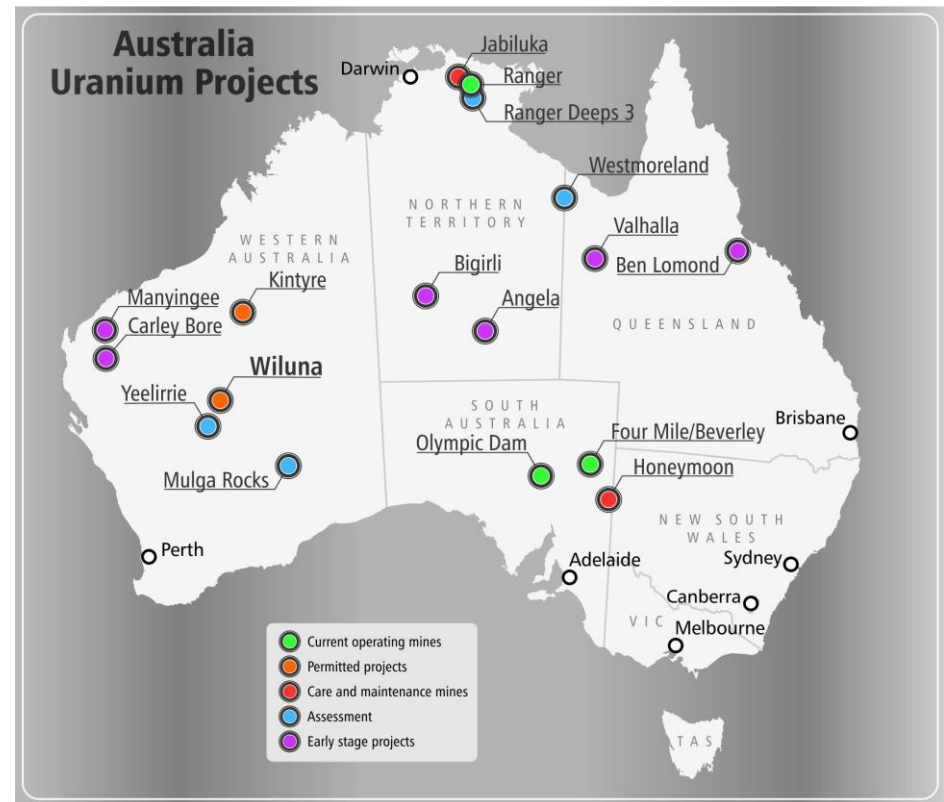 Australia
Uranium Projects
Jabiluka
Darwin
Ranger
Ranger Deeps 3
Westmoreland
NORTHERN
TERRITORY
Valhalla
WESTERN
AUSTRALIA
Bigirli
Ben Lomond
Kintyre
Manyingee
Angela
Carley Bore
QUEENSLAND
Wiluna
Yeelirrie
SOUTH
AUSTRALIA
Brisbane
Four Mile/Beverley
Olympic Dam
Honeymoon
Mulga Rocks
NEW SOUTH
WALES
Perth
Adelaide
Sydney
Canberra
VIC
Melbourne
Current operating mines
Permitted projects
Care and maintenance mines
Assessment
Early stage projects
TAS